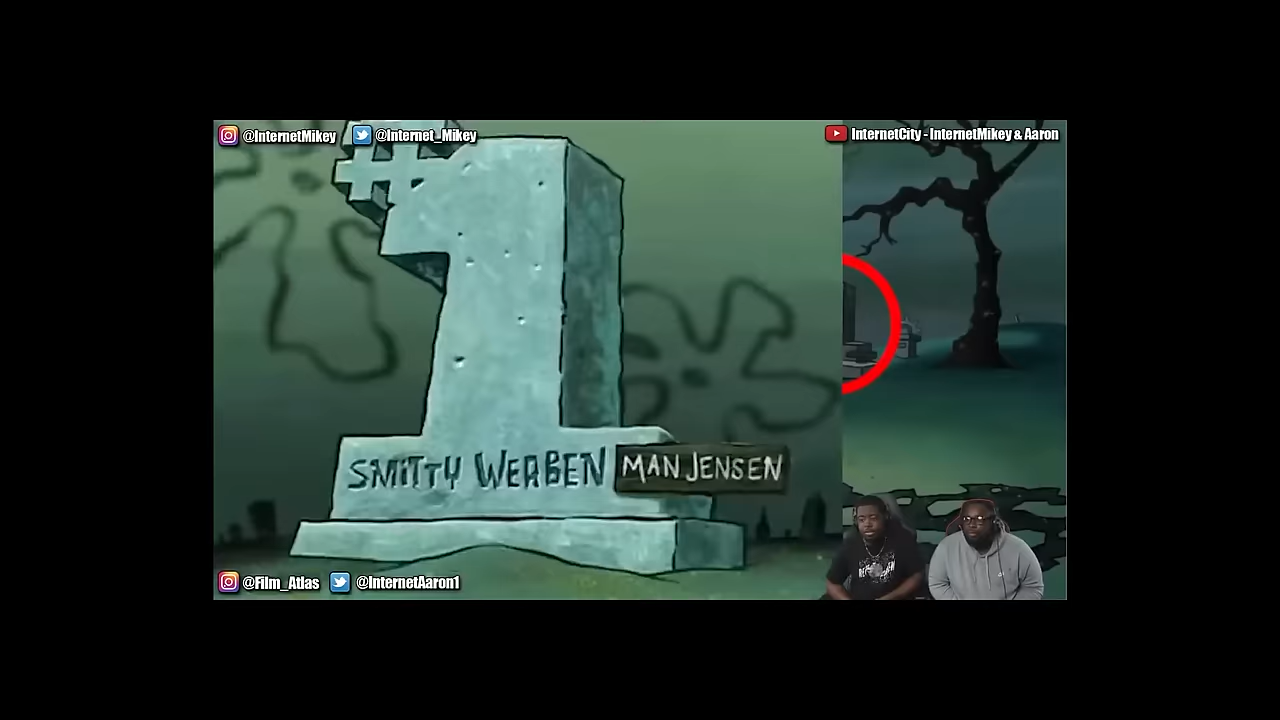 @InternetMikey @Internet_Mikey
InternetCity - InternetMikey & Aaron
#1
SMITTY WERBEN MAN JENSEN
@Film_Atlas @InternetAaron1